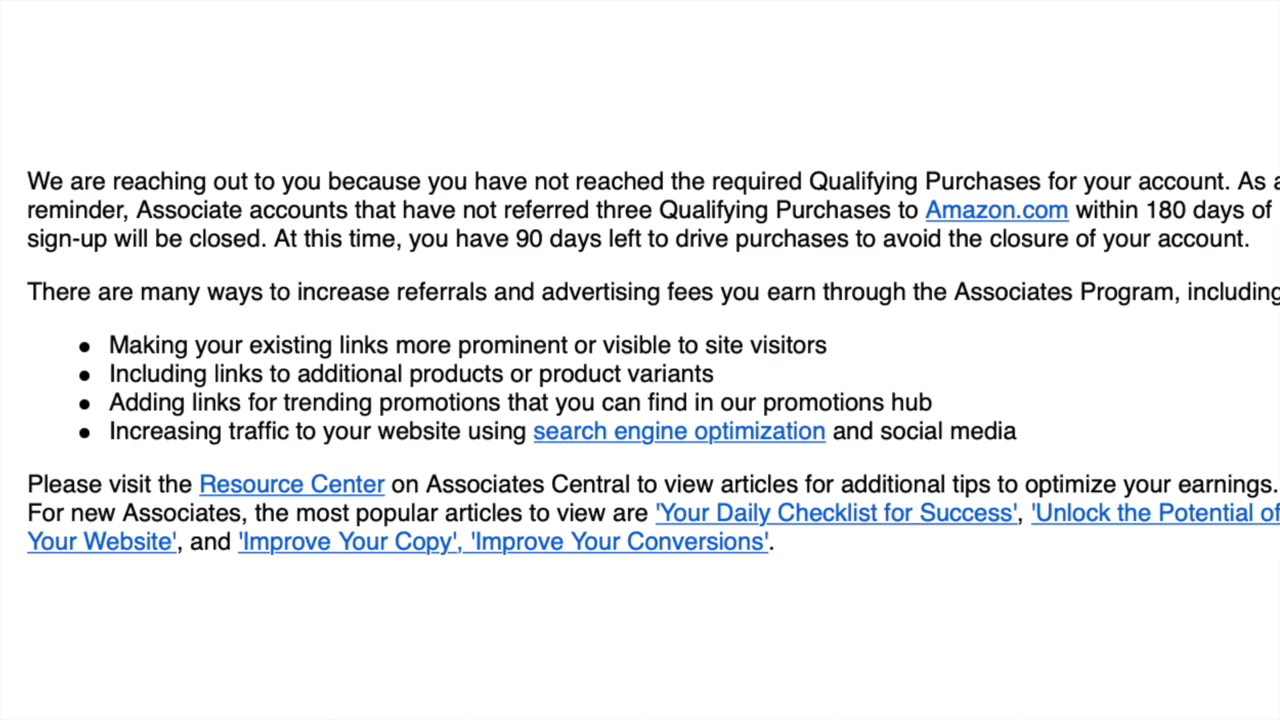 We are reaching out to you because you have not reached the required Qualifying Purchases for your account. As a
reminder, Associate accounts that have not referred three Qualifying Purchases to Amazon.com within 180 days of
sign-up will be closed. At this time, you have 90 days left to drive purchases to avoid the closure of your account.
There are many ways to increase referrals and advertising fees you earn through the Associates Program, including
● Making your existing links more prominent or visible to site visitors
● Including links to additional products or product variants
● Adding links for trending promotions that you can find in our promotions hub
● Increasing traffic to your website using search engine optimization and social media
Please visit the Resource Center on Associates Central to view articles for additional tips to optimize your earnings.
For new Associates, the most popular articles to view are 'Your Daily Checklist for Success', 'Unlock the Potential of
Your Website', and 'Improve Your Copy', 'Improve Your Conversions'.